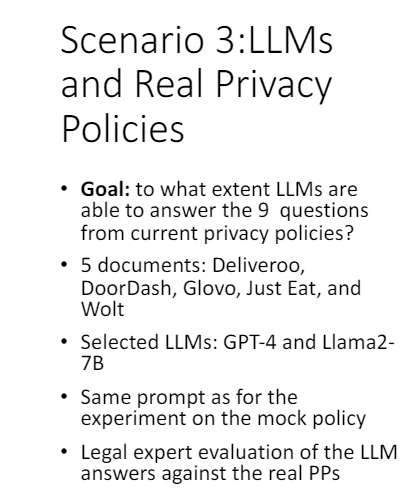 Scenario 3:LLMs
and Real Privacy
Policies
• Goal: to what extent LLMs are
able to answer the 9 questions
from current privacy policies?
• 5 documents: Deliveroo,
DoorDash, Glovo, Just Eat, and
Wolt
• Selected LLMs: GPT-4 and Llama2-
7B
• Same prompt as for the
experiment on the mock policy
• Legal expert evaluation of the LLM
answers against the real PPs